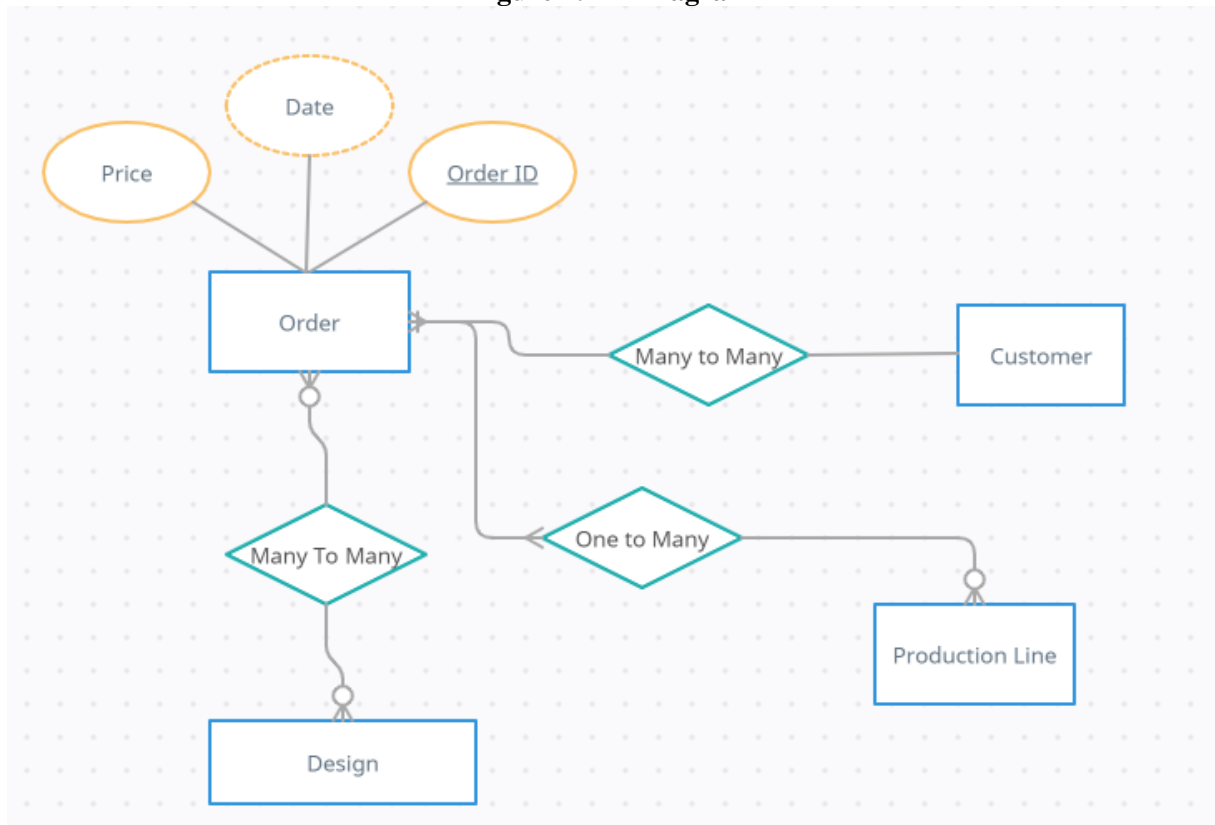 Date
Price
Order ID
Order
Many to Many
Customer
One to Many
Many To Many
Production Line
Design